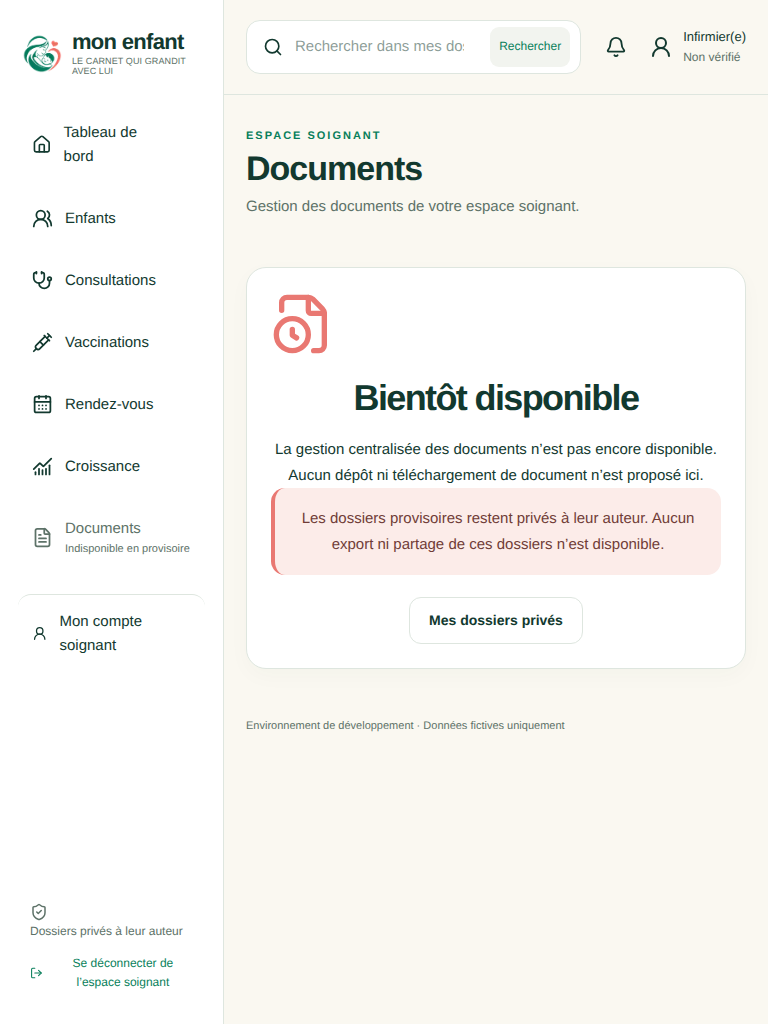 mon enfant
LE CARNET QUI GRANDIT
AVEC LUI
Tableau de
bord
Enfants
Consultations
Vaccinations
Rendez-vous
Croissance
Documents
Indisponible en provisoire
Mon compte
soignant
Dossiers privés à leur auteur
Se déconnecter de
l’espace soignant
Rechercher dans mes dos
Rechercher
Infirmier(e)
Non vérifié
ESPACE SOIGNANT
Documents
Gestion des documents de votre espace soignant.
Bientôt disponible
La gestion centralisée des documents n’est pas encore disponible.
Aucun dépôt ni téléchargement de document n’est proposé ici.
Les dossiers provisoires restent privés à leur auteur. Aucun
export ni partage de ces dossiers n’est disponible.
Mes dossiers privés
Environnement de développement · Données fictives uniquement